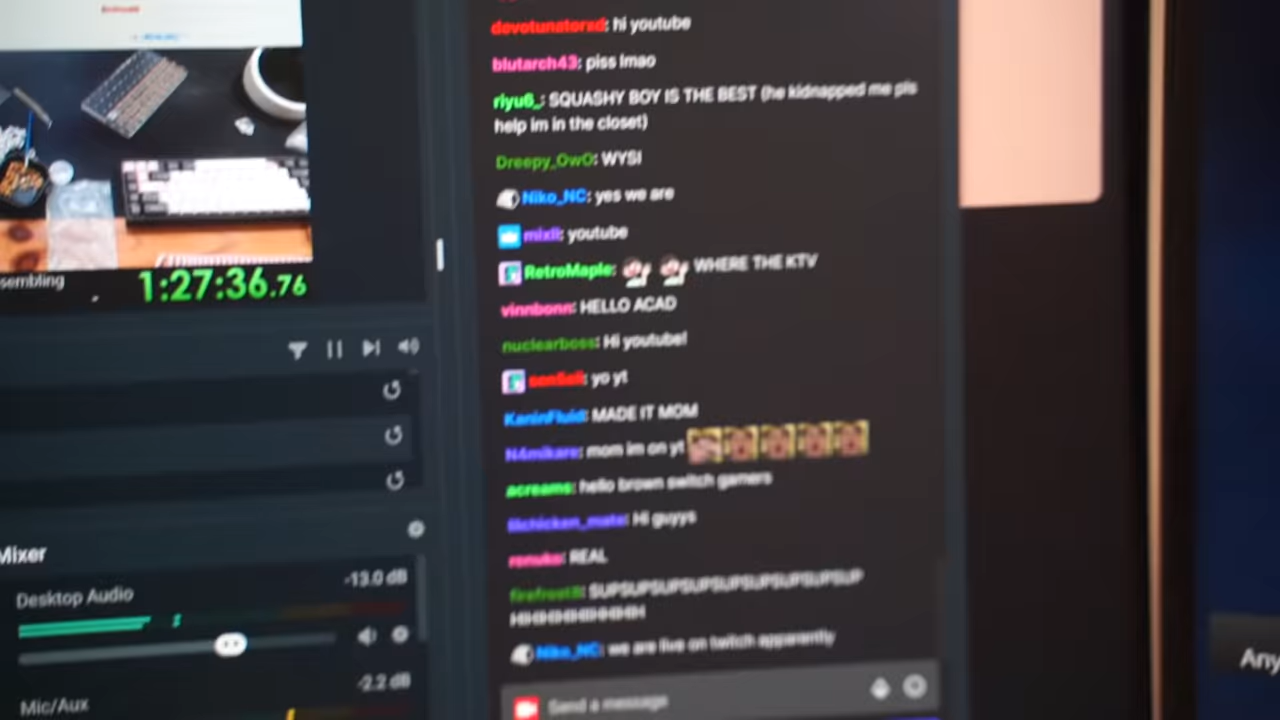 devotunatorxd: hi youtube
blutarch43: piss lmao
riyu6_: SQUASHY BOY IS THE BEST (he kidnapped me pls
help im in the closet)
Dreepy_OwO: WYSI
Niko_NC: yes we are
mixli: youtube
RetroMaple: WHERE THE KTV
vinnbonn: HELLO ACAD
nuclearboss: Hi youtube!
yo yt
KaninFluid: MADE IT MOM
N4mikare: mom im on yt
acreams: hello brown switch gamers
Hi guyys
REAL
SUPSUPSUPSUPSUPSUPSUPSUPSUP
Niko_NC: we are live on twitch apparently
Send a message
sembling
1:27:36.76
Mixer
Desktop Audio
-13.0 dB
Mic/Aux
-2.2 dB
Any